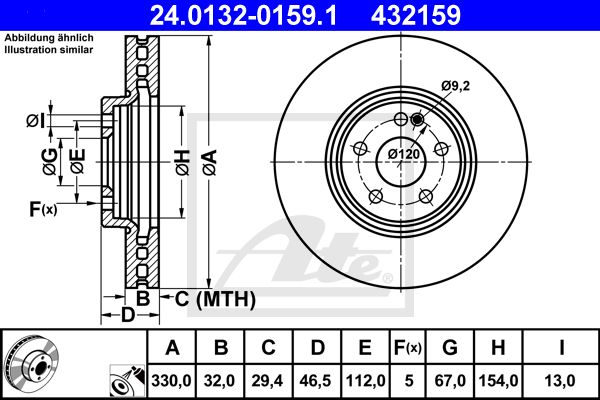 24.0132-0159.1 432159
Abbildung ähnlich
Illustration similar
Ø9,2
ØI
ØG
ØE
ØH
ØA
Ø120
F(x)
B
C (MTH)
D
Ate
A B C D E F(x) G H I
330,0 32,0 29,4 46,5 112,0 5 67,0 154,0 13,0